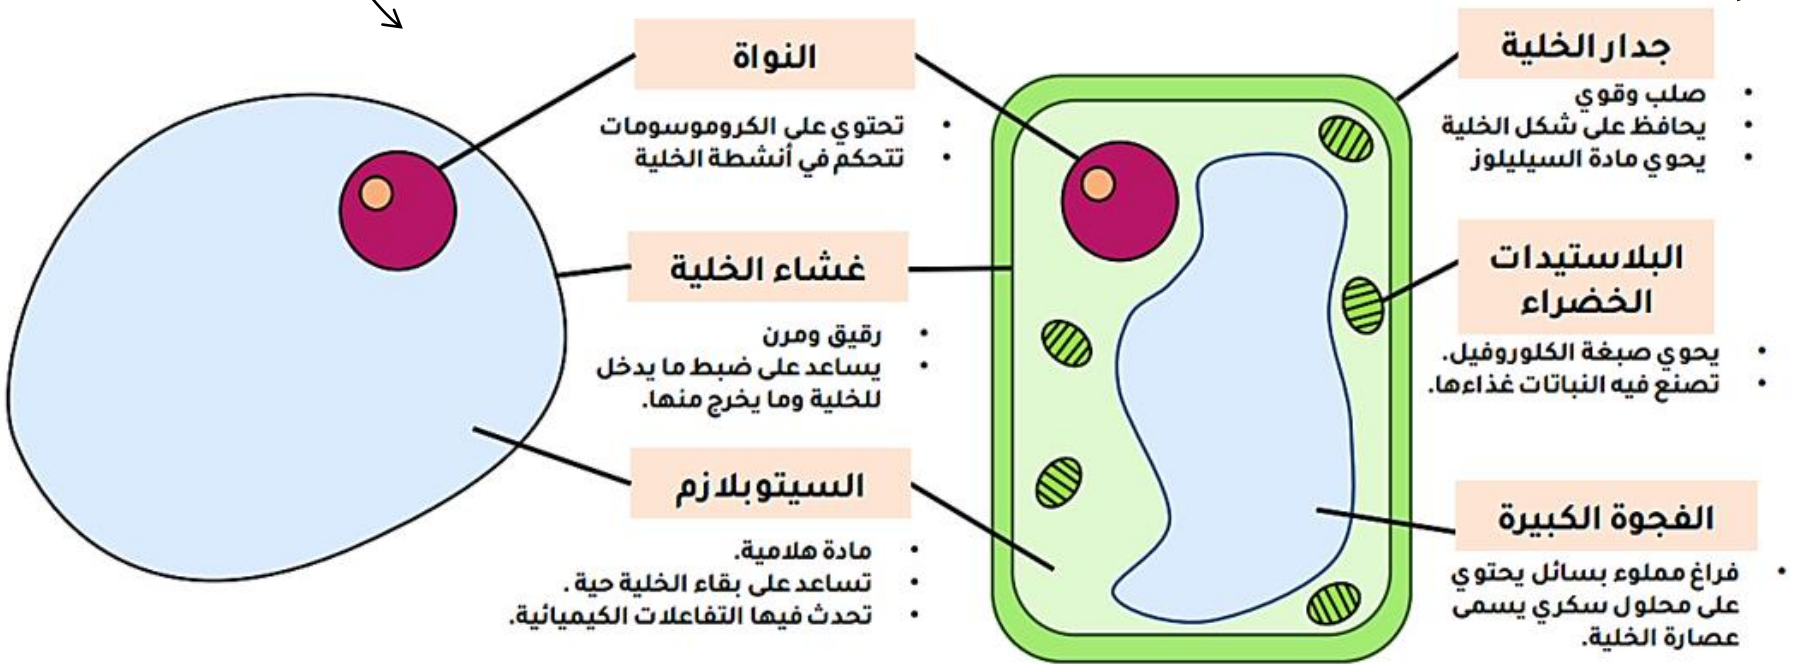 جدار الخلية
• صلب وقوي
• يحافظ على شكل الخلية
• يحوي مادة السيليلوز
البلاستيدات
الخضراء
• يحوي صبغة الكلوروفيل.
• تصنع فيه النباتات غذاءها.
الفجوة الكبيرة
• فراغ مملوء بسائل يحتوي
على محلول سكري يسمى
عصارة الخلية.
النواة
• تحتوي على الكروموسومات
• تتحكم في أنشطة الخلية
غشاء الخلية
• رقيق ومرن
• يساعد على ضبط ما يدخل
للخلية وما يخرج منها.
السيتوبلازم
• مادة هلامية.
• تساعد على بقاء الخلية حية .
• تحدث فيها التفاعلات الكيميائية.